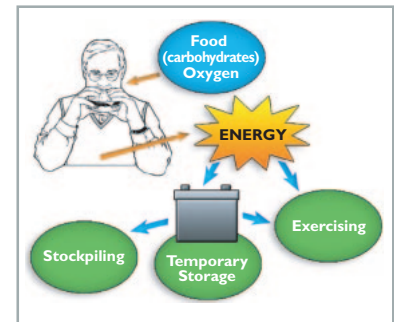 Food
(carbohydrates)
Oxygen
ENERGY
Exercising
Stockpiling
Temporary
Storage